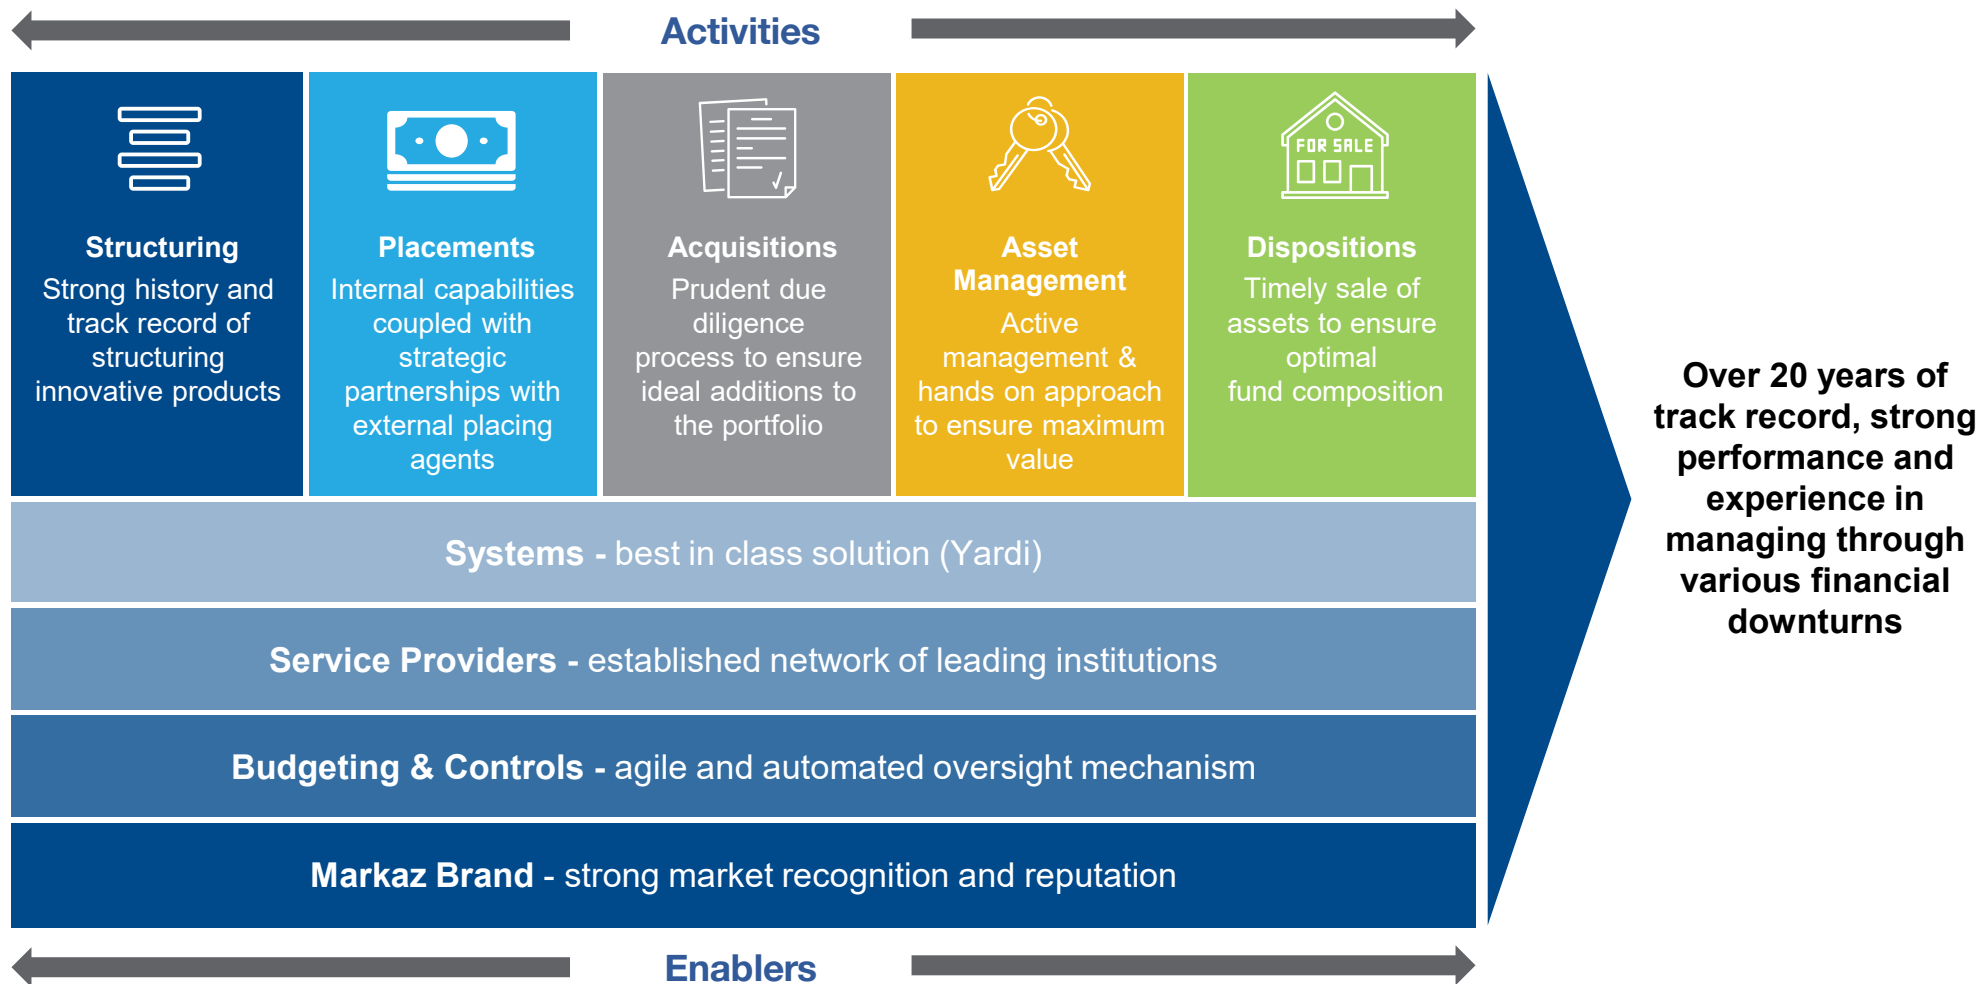 Activities
Structuring
Strong history and
track record of
structuring
innovative products
Placements
Internal capabilities
coupled with
strategic
partnerships with
external placing
agents
Acquisitions
Prudent due
diligence
process to ensure
ideal additions to
the portfolio
Asset
Management
Active
management &
hands on approach
to ensure maximum
value
FOR SALE
Dispositions
Timely sale of
assets to ensure
optimal
fund composition
Systems - best in class solution (Yardi)
Service Providers - established network of leading institutions
Budgeting & Controls - agile and automated oversight mechanism
Markaz Brand - strong market recognition and reputation
Enablers
Over 20 years of
track record, strong
performance and
experience in
managing through
various financial
downturns